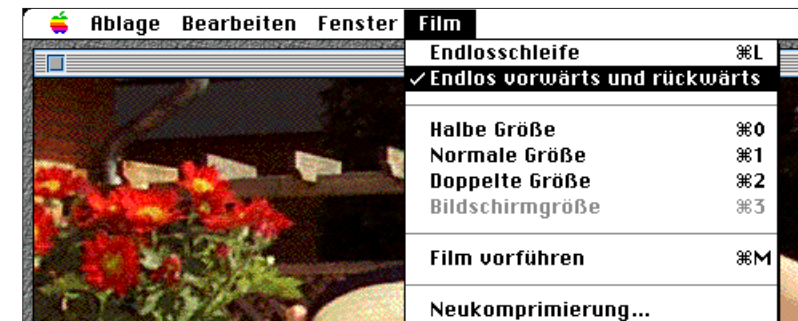 Ablage Bearbeiten Fenster Film
Endlosschleife ⌘L
✓Endlos vorwärts und rückwärts
Halbe Größe ⌘0
Normale Größe ⌘1
Doppelte Größe ⌘2
Bildschirmgröße ⌘3
Film vorführen ⌘M
Neukomprimierung...